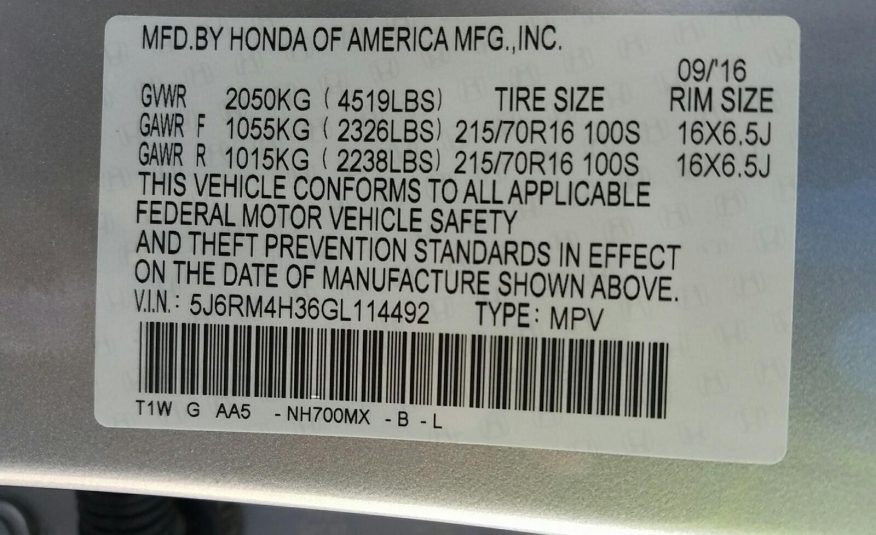 MFD.BY HONDA OF AMERICA MFG.,INC.
09/'16
GVWR 2050KG ( 4519LBS) TIRE SIZE RIM SIZE
GAWR F 1055KG ( 2326LBS) 215/70R16 100S 16X6.5J
GAWR R 1015KG ( 2238LBS) 215/70R16 100S 16X6.5J
THIS VEHICLE CONFORMS TO ALL APPLICABLE
FEDERAL MOTOR VEHICLE SAFETY
AND THEFT PREVENTION STANDARDS IN EFFECT
ON THE DATE OF MANUFACTURE SHOWN ABOVE.
V.I.N.: 5J6RM4H36GL114492 TYPE: MPV
T1W G AA5 -NH700MX -B -L